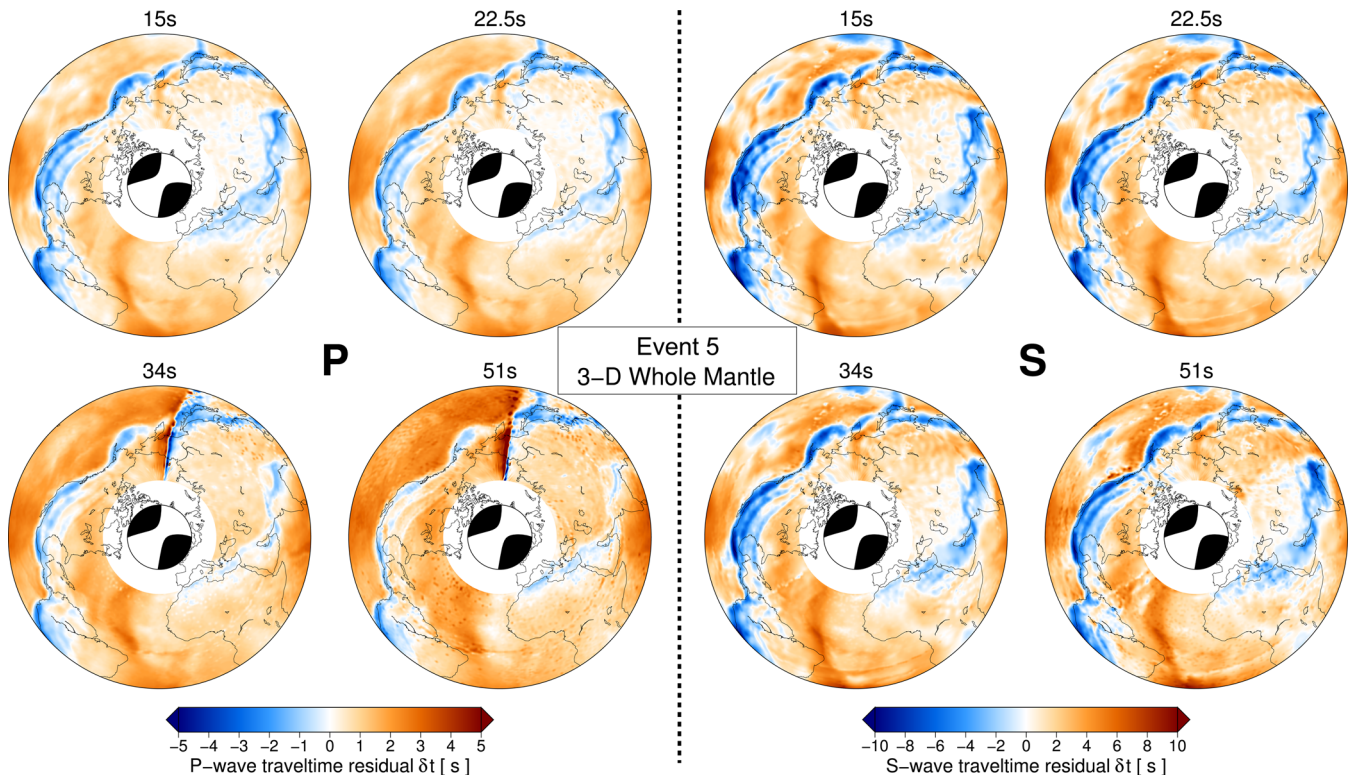 15s
22.5s
15s
22.5s
P
Event 5
3−D Whole Mantle
S
34s
51s
34s
51s
−5 −4 −3 −2 −1 0 1 2 3 4 5
P−wave traveltime residual δt [ s ]
−10 −8 −6 −4 −2 0 2 4 6 8 10
S−wave traveltime residual δt [ s ]